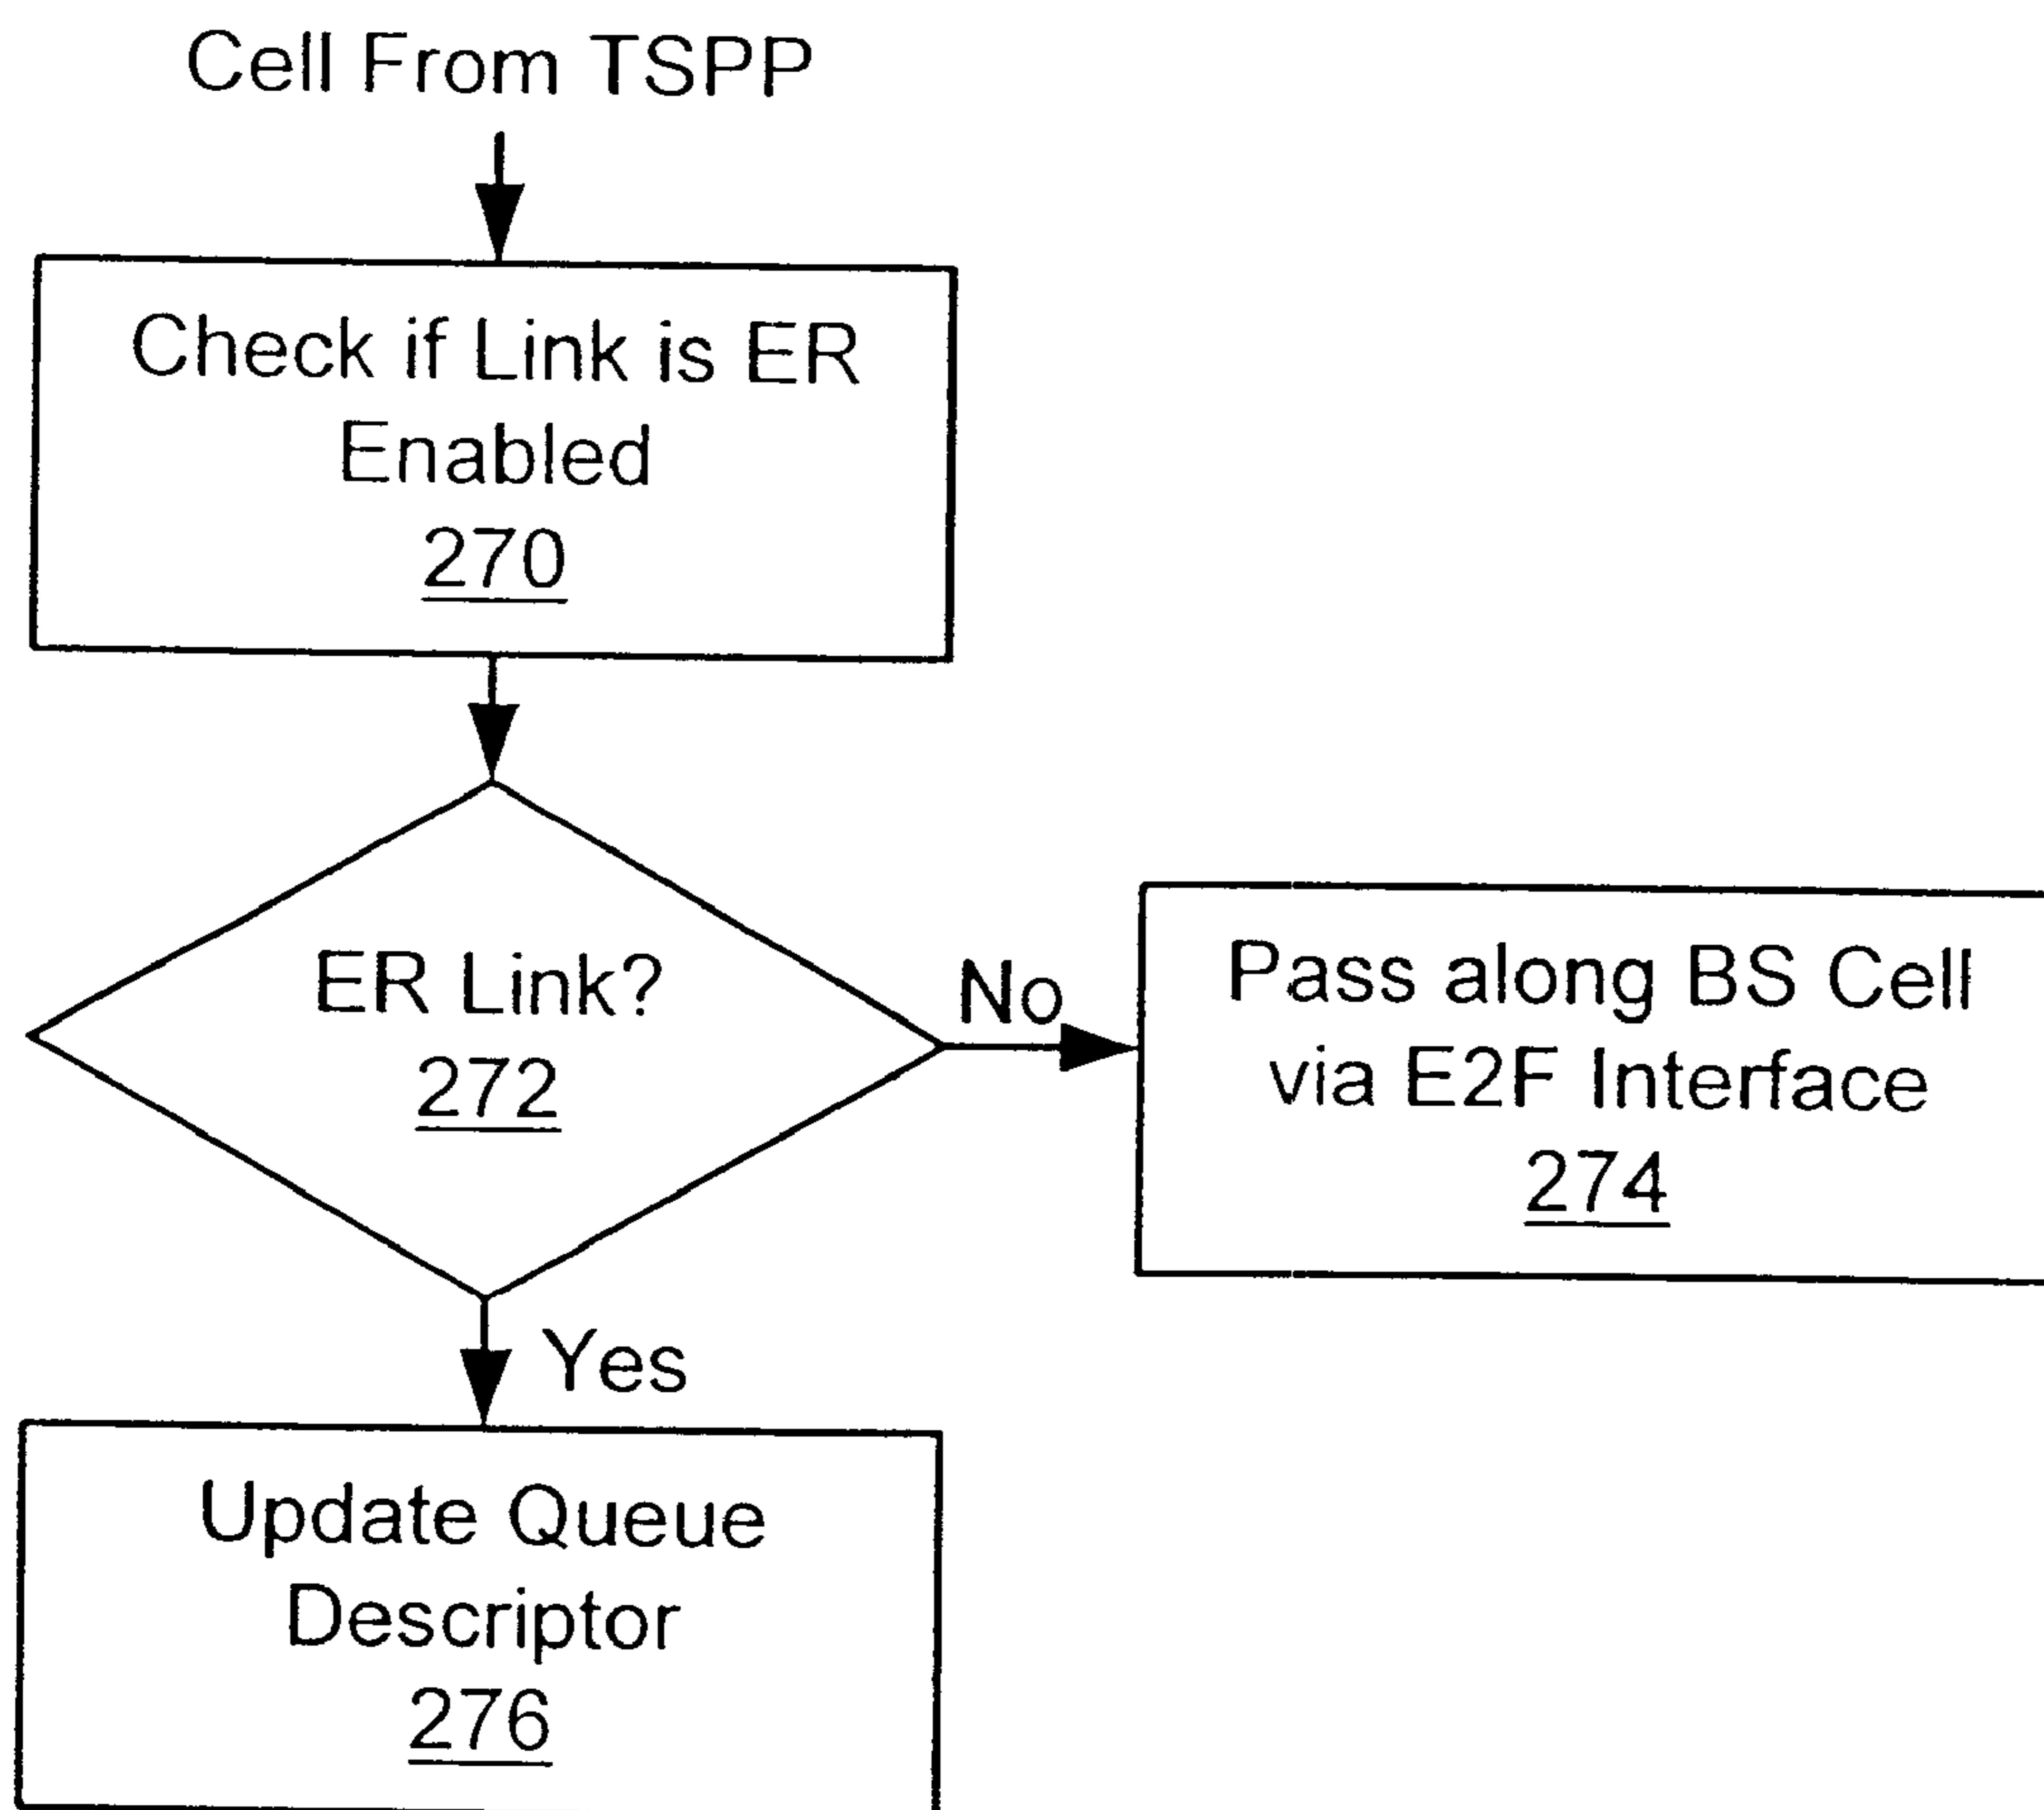 Cell From TSPP
Check if Link is ER
Enabled
270
ER Link?
272
No
Pass along BS Cell
via E2F Interface
274
Yes
Update Queue
Descriptor
276